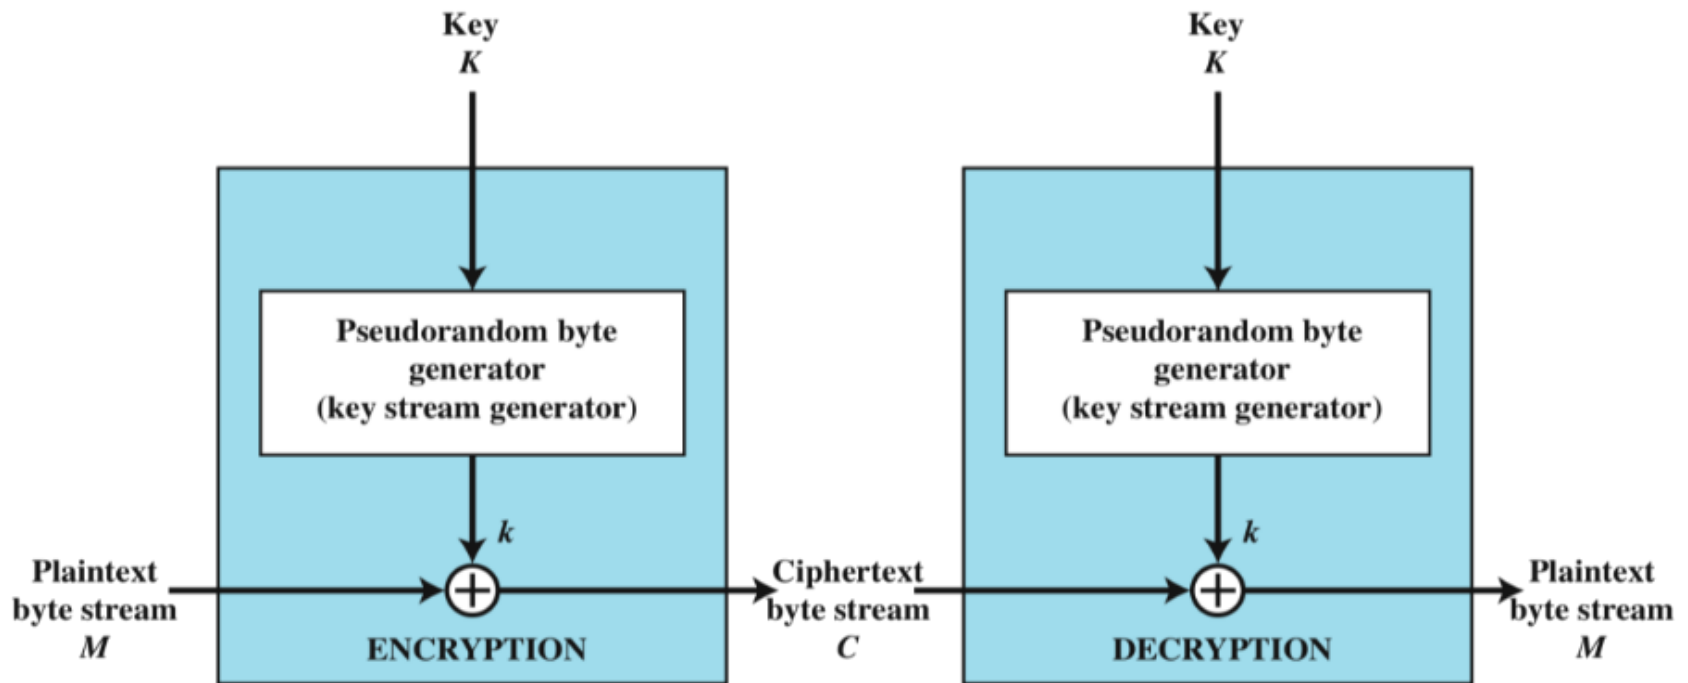 Key
K
Key
K
Pseudorandom byte
generator
(key stream generator)
Pseudorandom byte
generator
(key stream generator)
k
k
Plaintext
byte stream
M
ENCRYPTION
Ciphertext
byte stream
C
DECRYPTION
Plaintext
byte stream
M